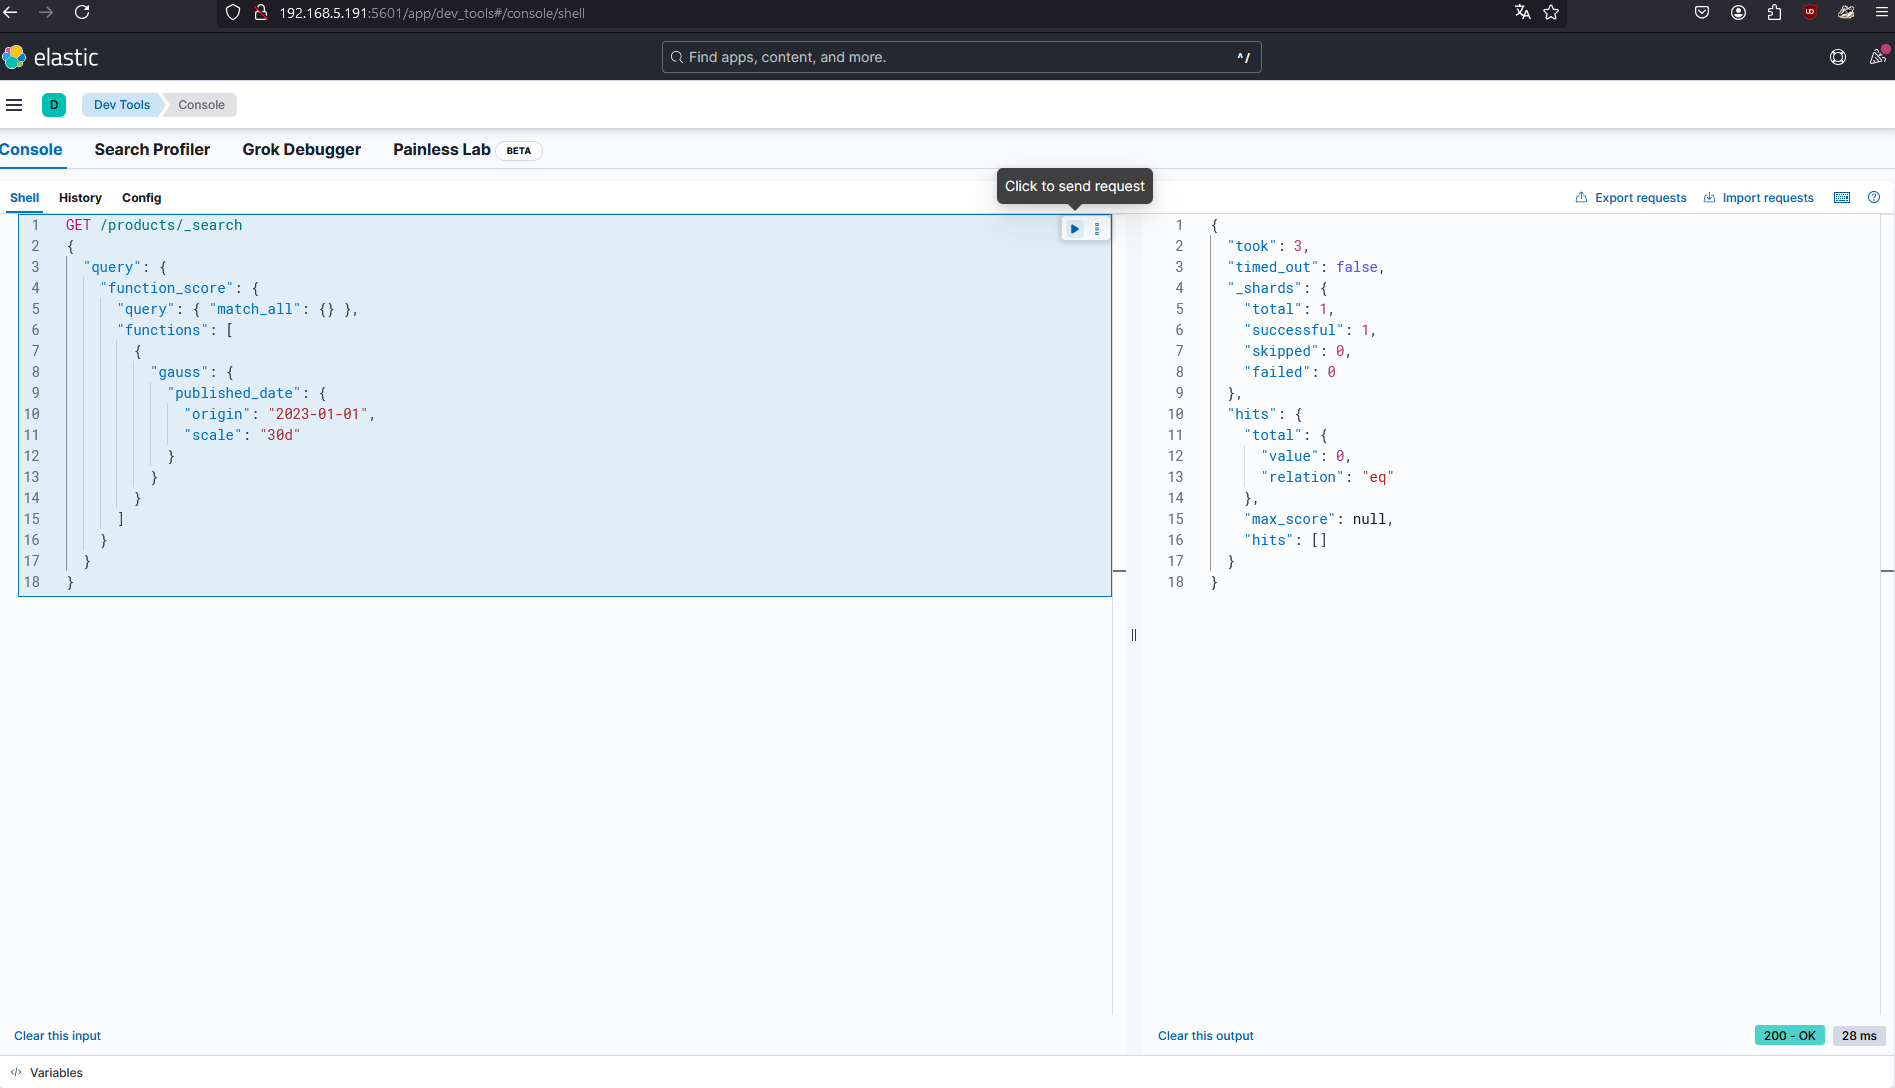 192.168.5.191:5601/app/dev_tools#/console/shell
elastic
Find apps, content, and more.
^ /
D
Dev Tools
Console
Console
Search Profiler
Grok Debugger
Painless Lab
BETA
Click to send request
Shell
History
Config
Export requests
Import requests
1 GET /products/_search
2 {
3 "query": {
4 "function_score": {
5 "query": { "match_all": {} },
6 "functions": [
7 {
8 "gauss": {
9 "published_date": {
10 "origin": "2023-01-01",
11 "scale": "30d"
12 }
13 }
14 }
15 ]
16 }
17 }
18 }
1 {
2 "took": 3,
3 "timed_out": false,
4 "_shards": {
5 "total": 1,
6 "successful": 1,
7 "skipped": 0,
8 "failed": 0
9 },
10 "hits": {
11 "total": {
12 "value": 0,
13 "relation": "eq"
14 },
15 "max_score": null,
16 "hits": []
17 }
18 }
Clear this input
Clear this output
200 - OK
28 ms
</> Variables